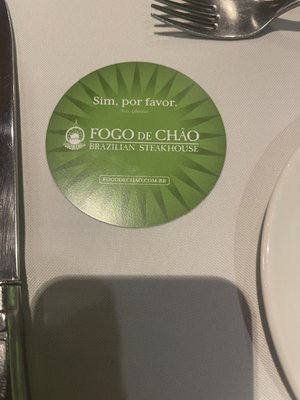 Sim, por favor.
Yes, please.
FOGO DE CHÃO
BRAZILIAN STEAKHOUSE
FOGODECHAO.COM.BR